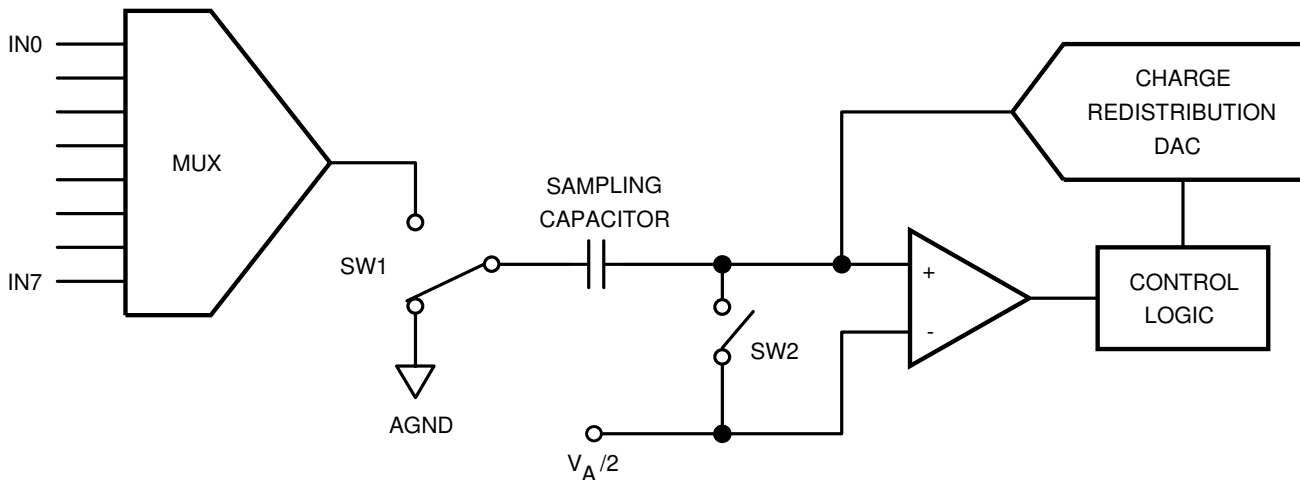 IN0
IN7
MUX
SW1
AGND
SAMPLING
CAPACITOR
SW2
V_A/2
+
-
CHARGE
REDISTRIBUTION
DAC
CONTROL
LOGIC